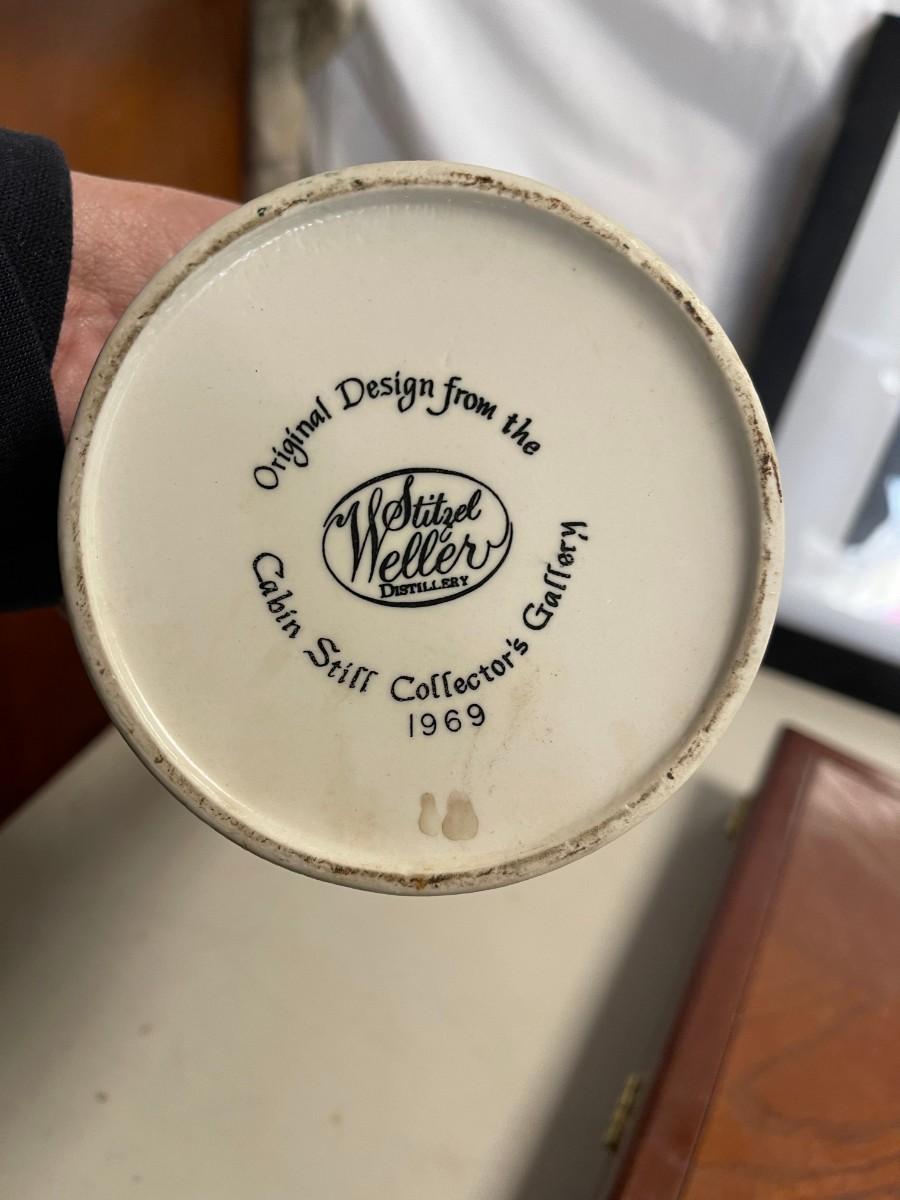 Original Design from the
Stitzel
Weller
DISTILLERY
Cabin Still Collector's Gallery
1969